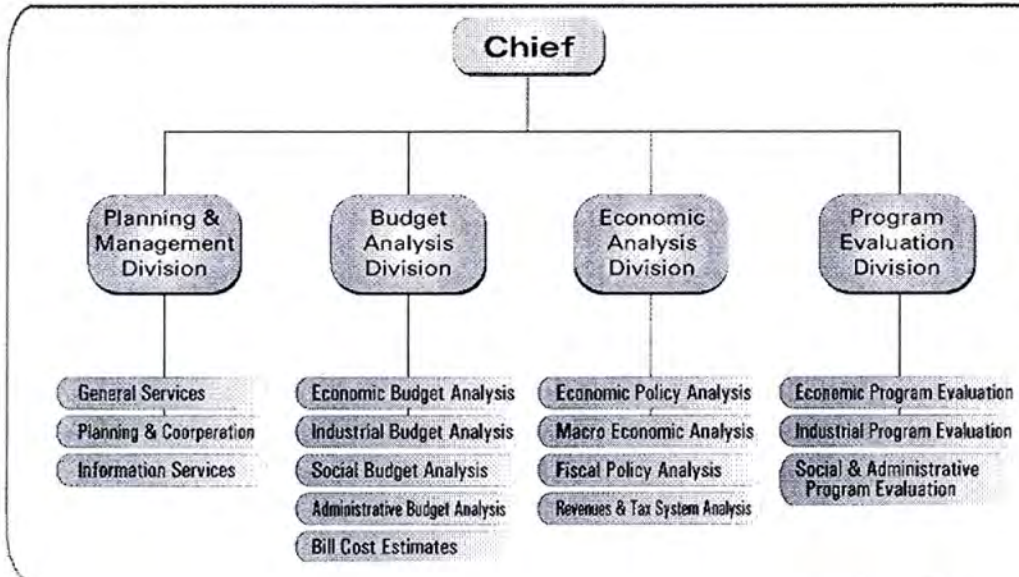 Chief
Planning &
Management
Division
Budget
Analysis
Division
Economic
Analysis
Division
Program
Evaluation
Division
General Services
Planning & Coorperation
Information Services
Economic Budget Analysis
Industrial Budget Analysis
Social Budget Analysis
Administrative Budget Analysis
Bill Cost Estimates
Economic Policy Analysis
Macro Economic Analysis
Fiscal Policy Analysis
Revenues & Tax System Analysis
Economic Program Evaluation
Industrial Program Evaluation
Social & Administrative
Program Evaluation